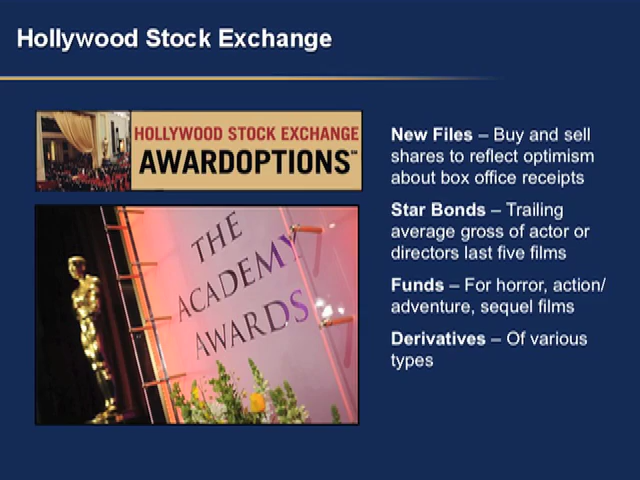 Hollywood Stock Exchange
HOLLYWOOD STOCK EXCHANGE
AWARDOPTIONS℠
THE
ACADEMY
AWARDS
New Files – Buy and sell
shares to reflect optimism
about box office receipts
Star Bonds – Trailing
average gross of actor or
directors last five films
Funds – For horror, action/
adventure, sequel films
Derivatives – Of various
types